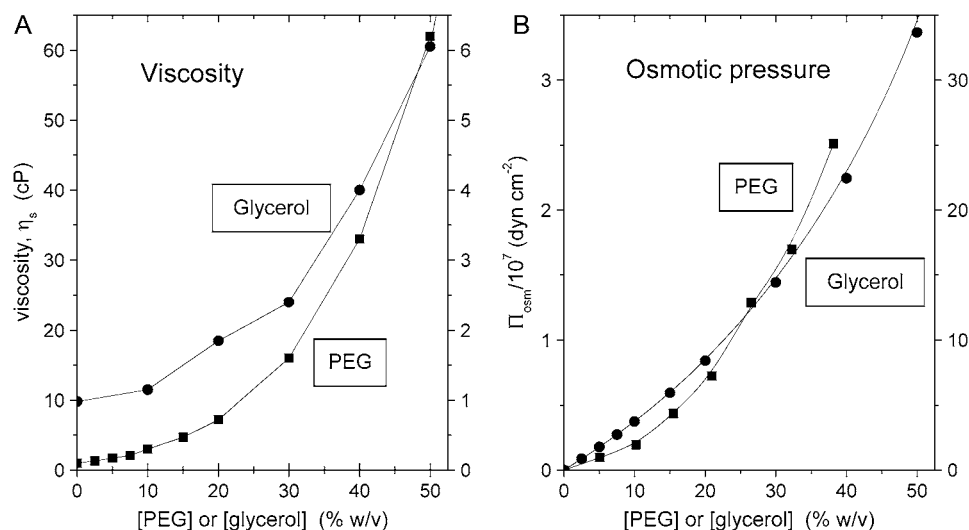 A
Viscosity
Glycerol
PEG
viscosity, ηs (cP)
60
50
40
30
20
10
0
6
5
4
3
2
1
0
0 10 20 30 40 50
[PEG] or [glycerol] (% w/v)
B
Osmotic pressure
PEG
Glycerol
Πosm/10⁷ (dyn cm⁻²)
3
2
1
0
30
20
10
0
0 10 20 30 40 50
[PEG] or [glycerol] (% w/v)